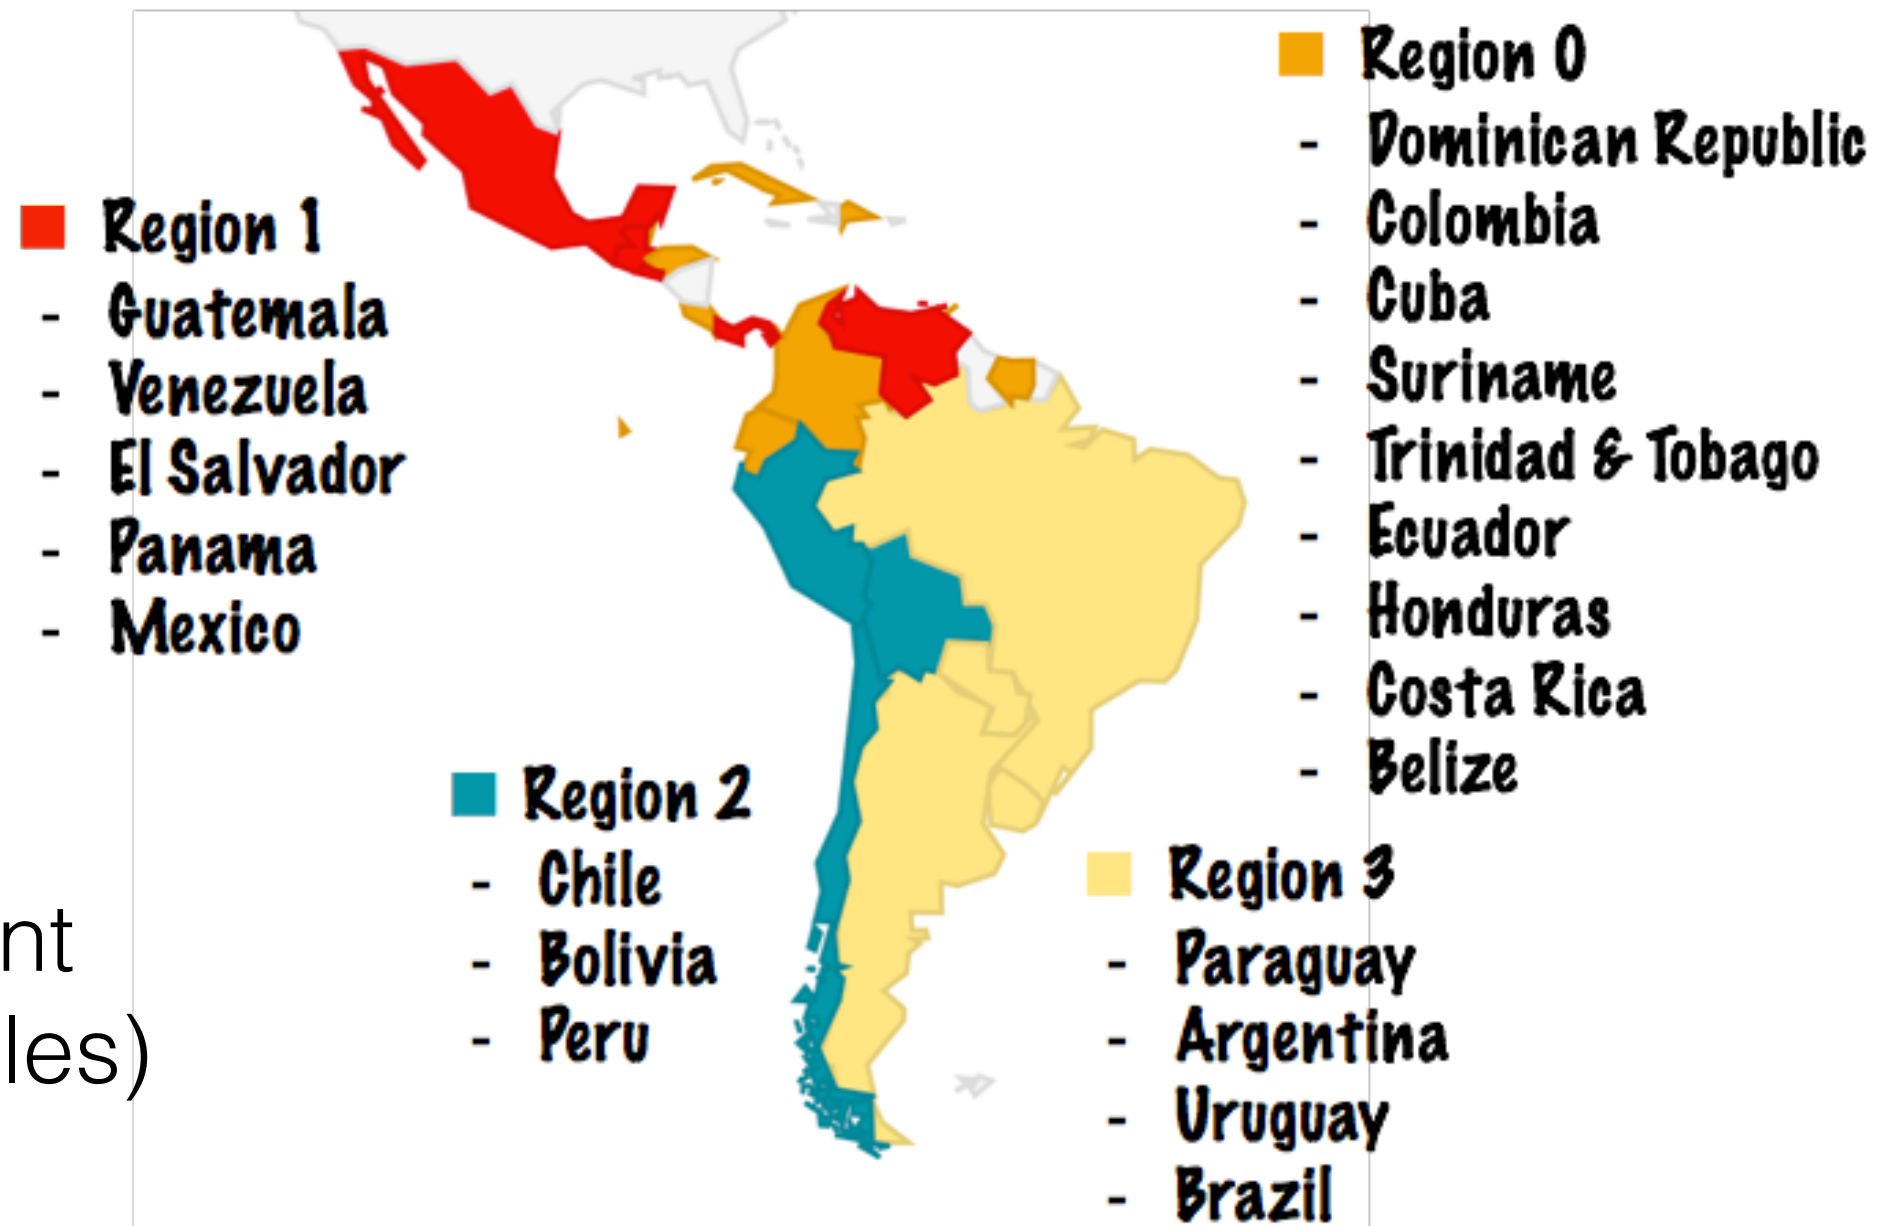 Region 0
- Dominican Republic
- Colombia
- Cuba
- Suriname
- Trinidad & Tobago
- Ecuador
- Honduras
- Costa Rica
- Belize
Region 1
- Guatemala
- Venezuela
- El Salvador
- Panama
- Mexico
Region 2
- Chile
- Bolivia
- Peru
Region 3
- Paraguay
- Argentina
- Uruguay
- Brazil
nt
les)